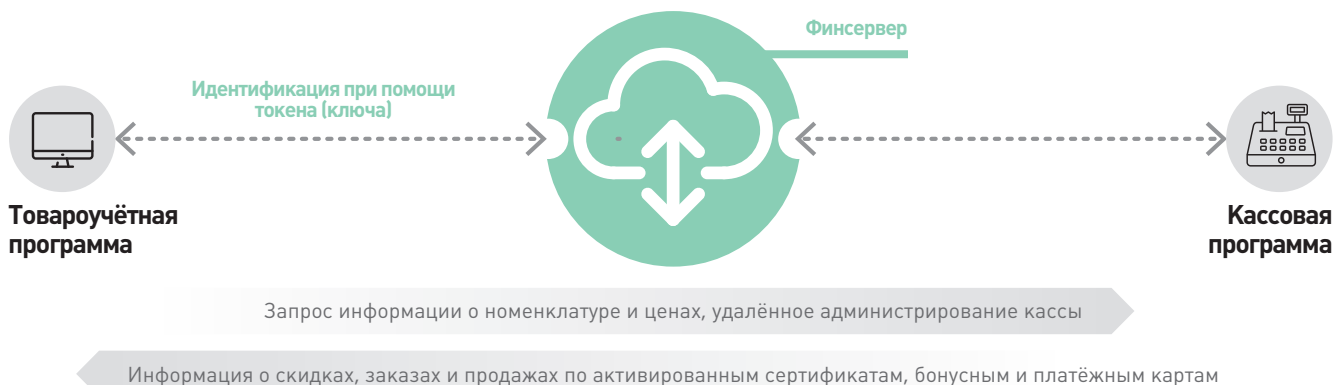 Финсервер
Идентификация при помощи
токена (ключа)
Товароучётная
программа
Кассовая
программа
Запрос информации о номенклатуре и ценах, удалённое администрирование кассы
Информация о скидках, заказах и продажах по активированным сертификатам, бонусным и платёжным картам